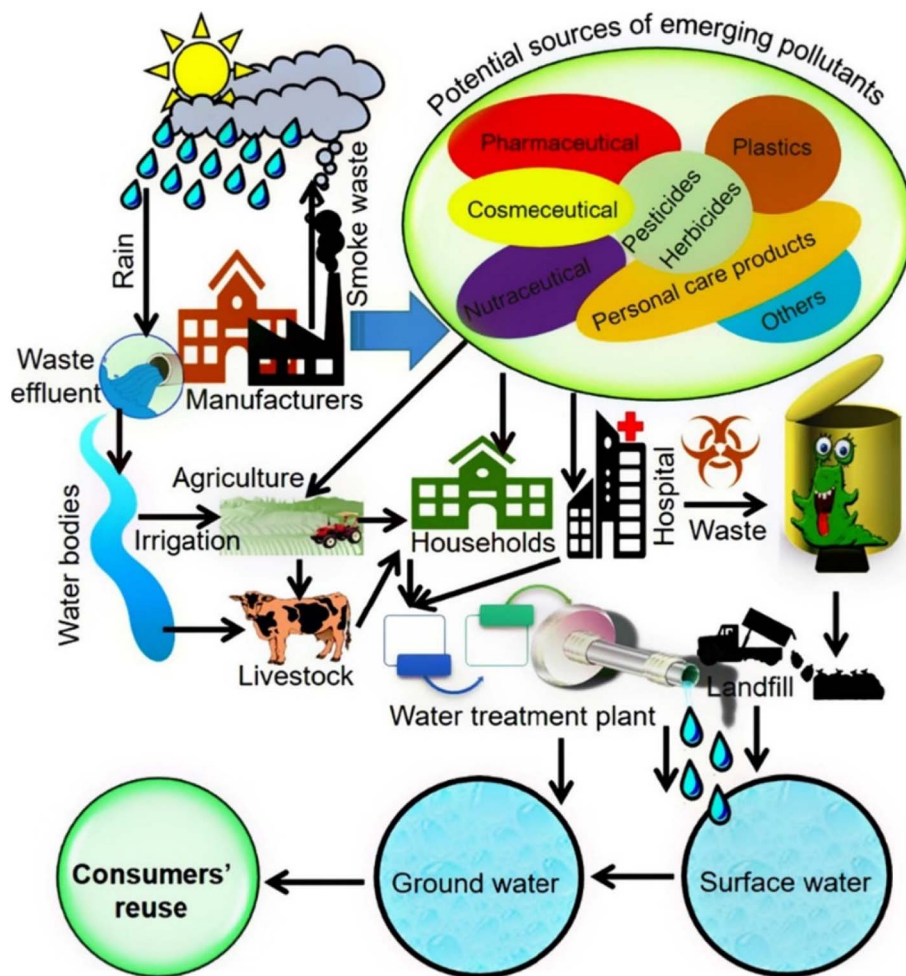 Potential sources of emerging pollutants
Pharmaceutical
Plastics
Cosmeceutical
Pesticides
Herbicides
Nutraceutical
Personal care products
Others
Rain
Smoke waste
Waste
effluent
Manufacturers
Agriculture
Water bodies
Irrigation
Households
Hospital
Waste
Livestock
Landfill
Water treatment plant
Consumers'
reuse
Ground water
Surface water